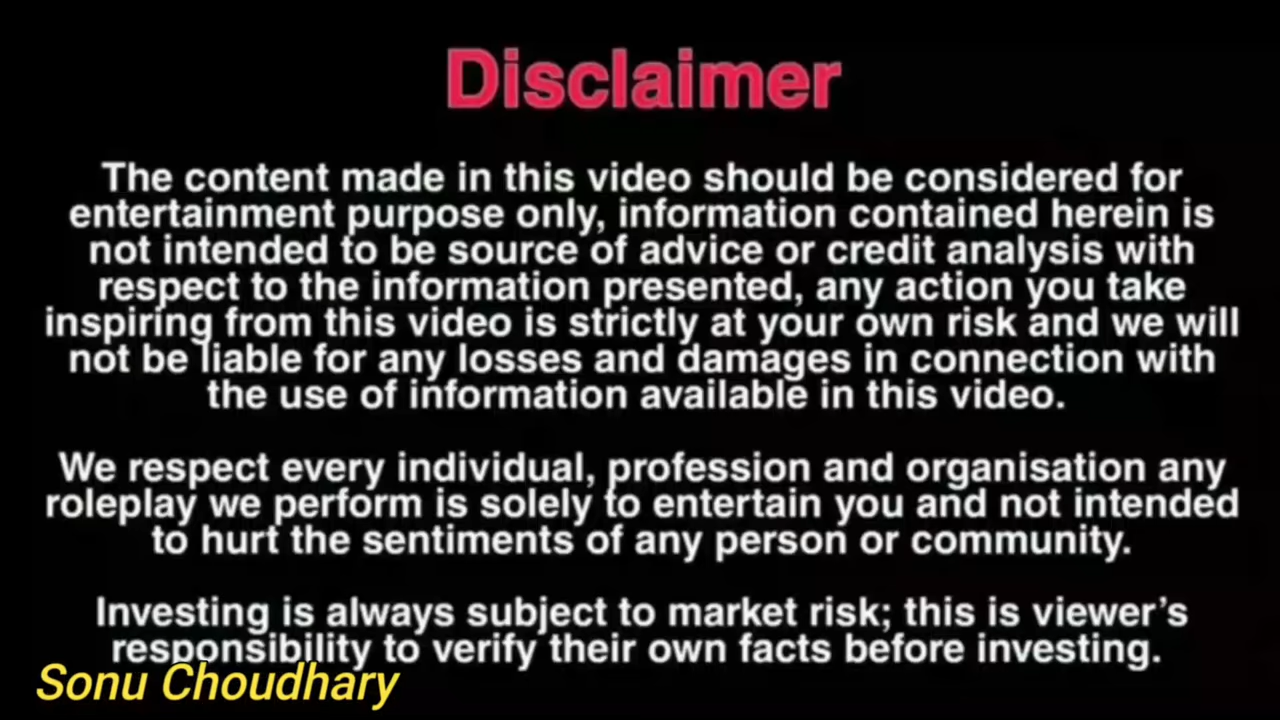 Disclaimer
The content made in this video should be considered for
entertainment purpose only, information contained herein is
not intended to be source of advice or credit analysis with
respect to the information presented, any action you take
inspiring from this video is strictly at your own risk and we will
not be liable for any losses and damages in connection with
the use of information available in this video.
We respect every individual, profession and organisation any
roleplay we perform is solely to entertain you and not intended
to hurt the sentiments of any person or community.
Investing is always subject to market risk; this is viewer's
responsibility to verify their own facts before investing.
Sonu Choudhary